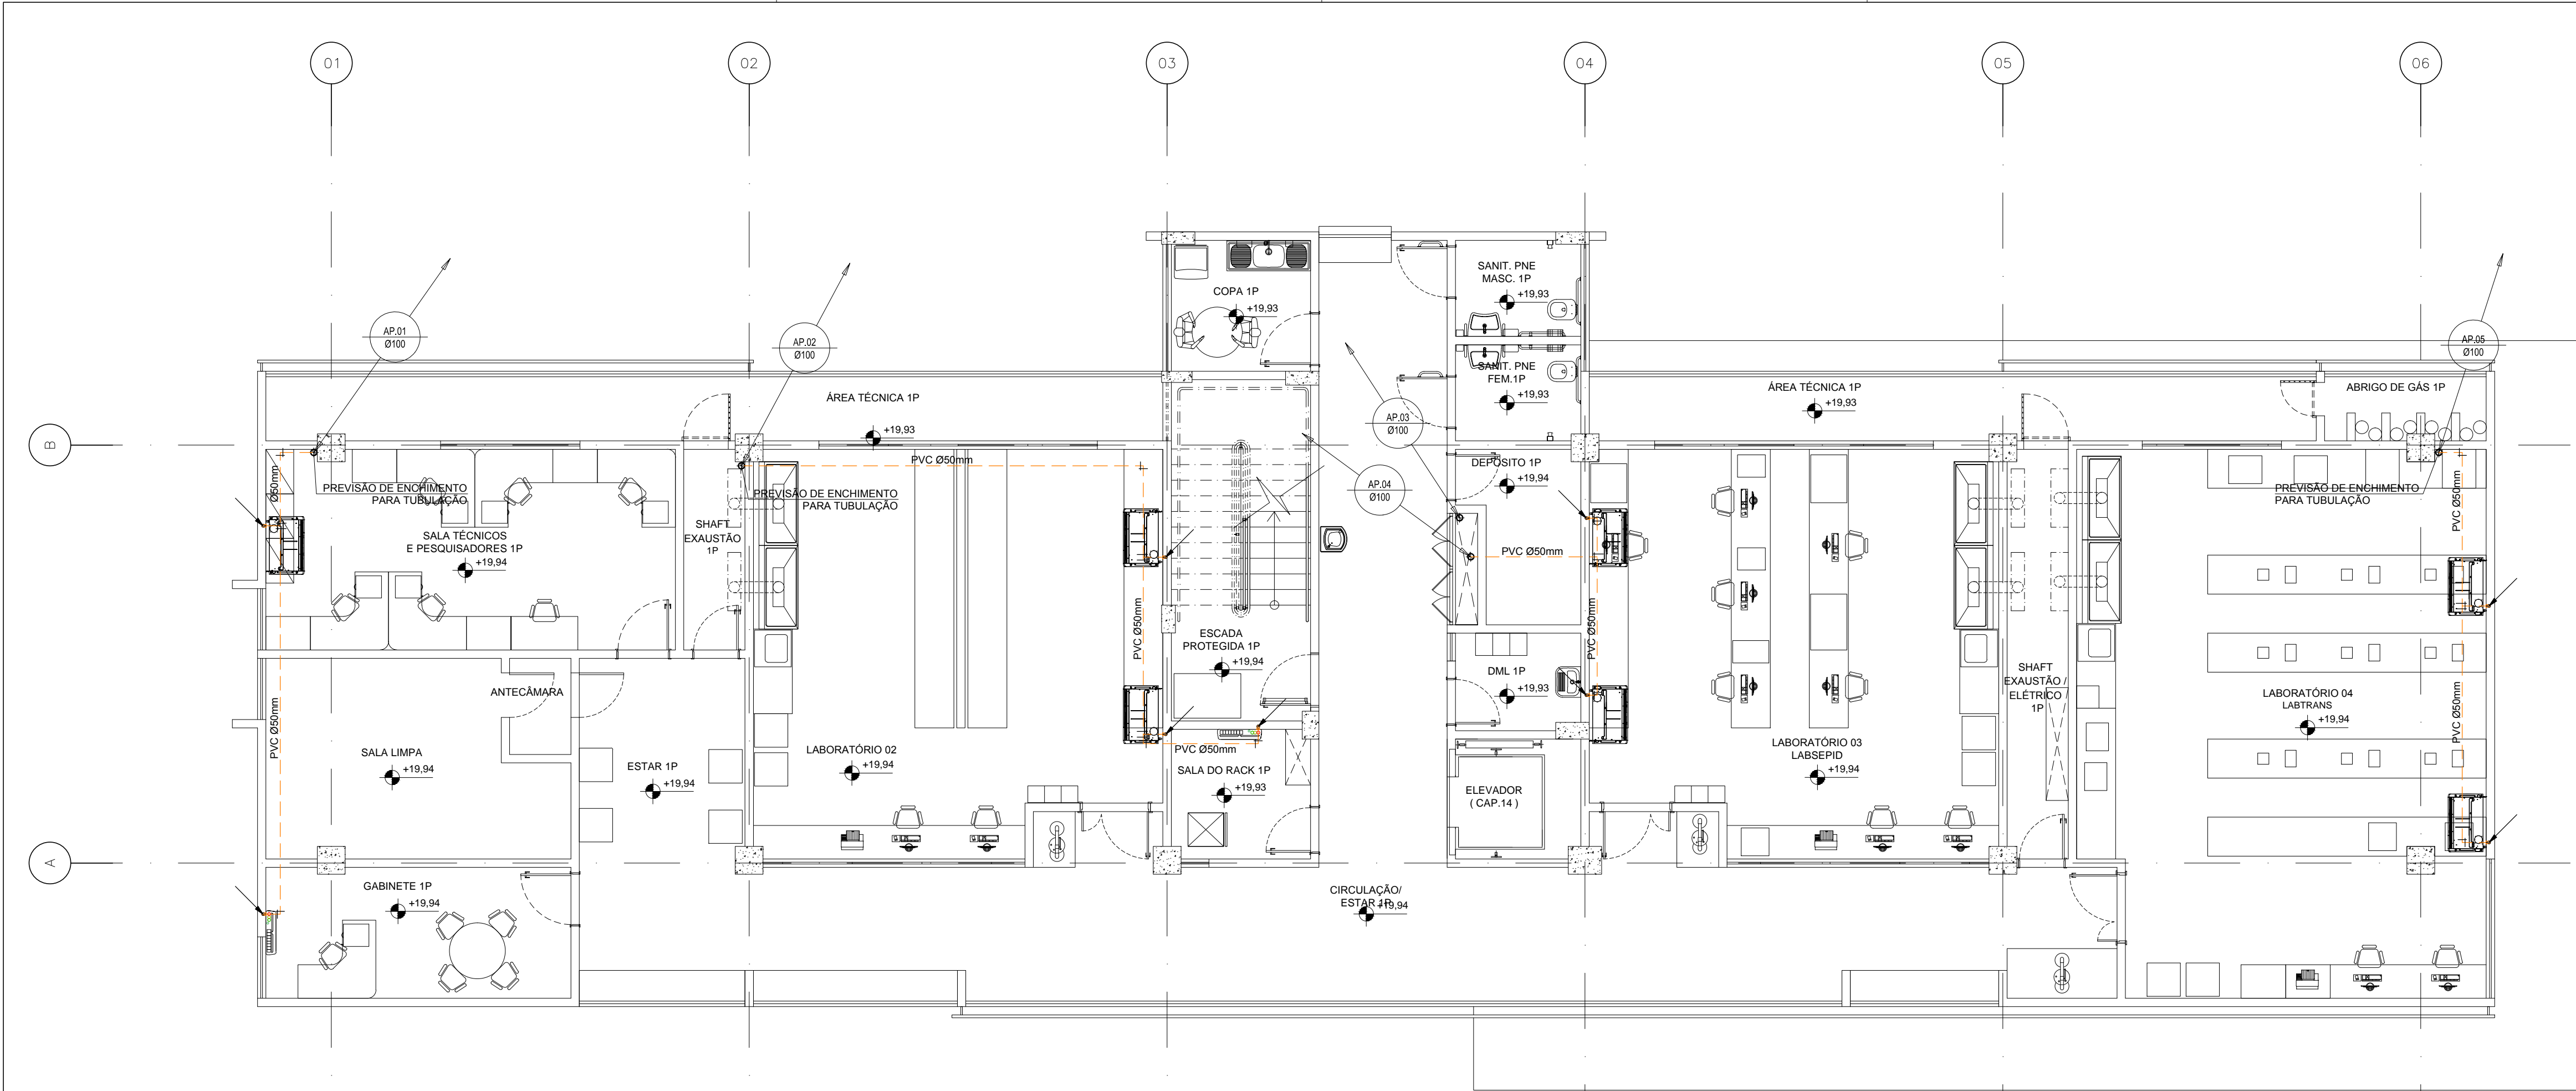 01
02
03
04
05
06
B
A
AP.01
Ø100
AP.02
Ø100
AP.03
Ø100
AP.04
Ø100
AP.05
Ø100
COPA 1P
+19,93
SANIT. PNE
MASC. 1P
+19,93
SANIT. PNE
FEM.1P
+19,93
ÁREA TÉCNICA 1P
+19,93
ÁREA TÉCNICA 1P
+19,93
ABRIGO DE GÁS 1P
Ø50mm
PREVISÃO DE ENCHIMENTO
PARA TUBULAÇÃO
SALA TÉCNICOS
E PESQUISADORES 1P
+19,94
SHAFT
EXAUSTÃO
1P
PVC Ø50mm
PREVISÃO DE ENCHIMENTO
PARA TUBULAÇÃO
PVC Ø50mm
ESCADA
PROTEGIDA 1P
+19,94
DEPÓSITO 1P
+19,94
PVC Ø50mm
PVC Ø50mm
DML 1P
+19,93
PREVISÃO DE ENCHIMENTO
PARA TUBULAÇÃO
PVC Ø50mm
PVC Ø50mm
SHAFT
EXAUSTÃO /
ELÉTRICO
1P
LABORATÓRIO 04
LABTRANS
+19,94
ANTECÂMARA
PVC Ø50mm
SALA LIMPA
+19,94
ESTAR 1P
+19,94
LABORATÓRIO 02
+19,94
PVC Ø50mm
SALA DO RACK 1P
+19,93
ELEVADOR
( CAP.14 )
LABORATÓRIO 03
LABSEPID
+19,94
GABINETE 1P
+19,94
CIRCULAÇÃO/
ESTAR 1P
+19,94